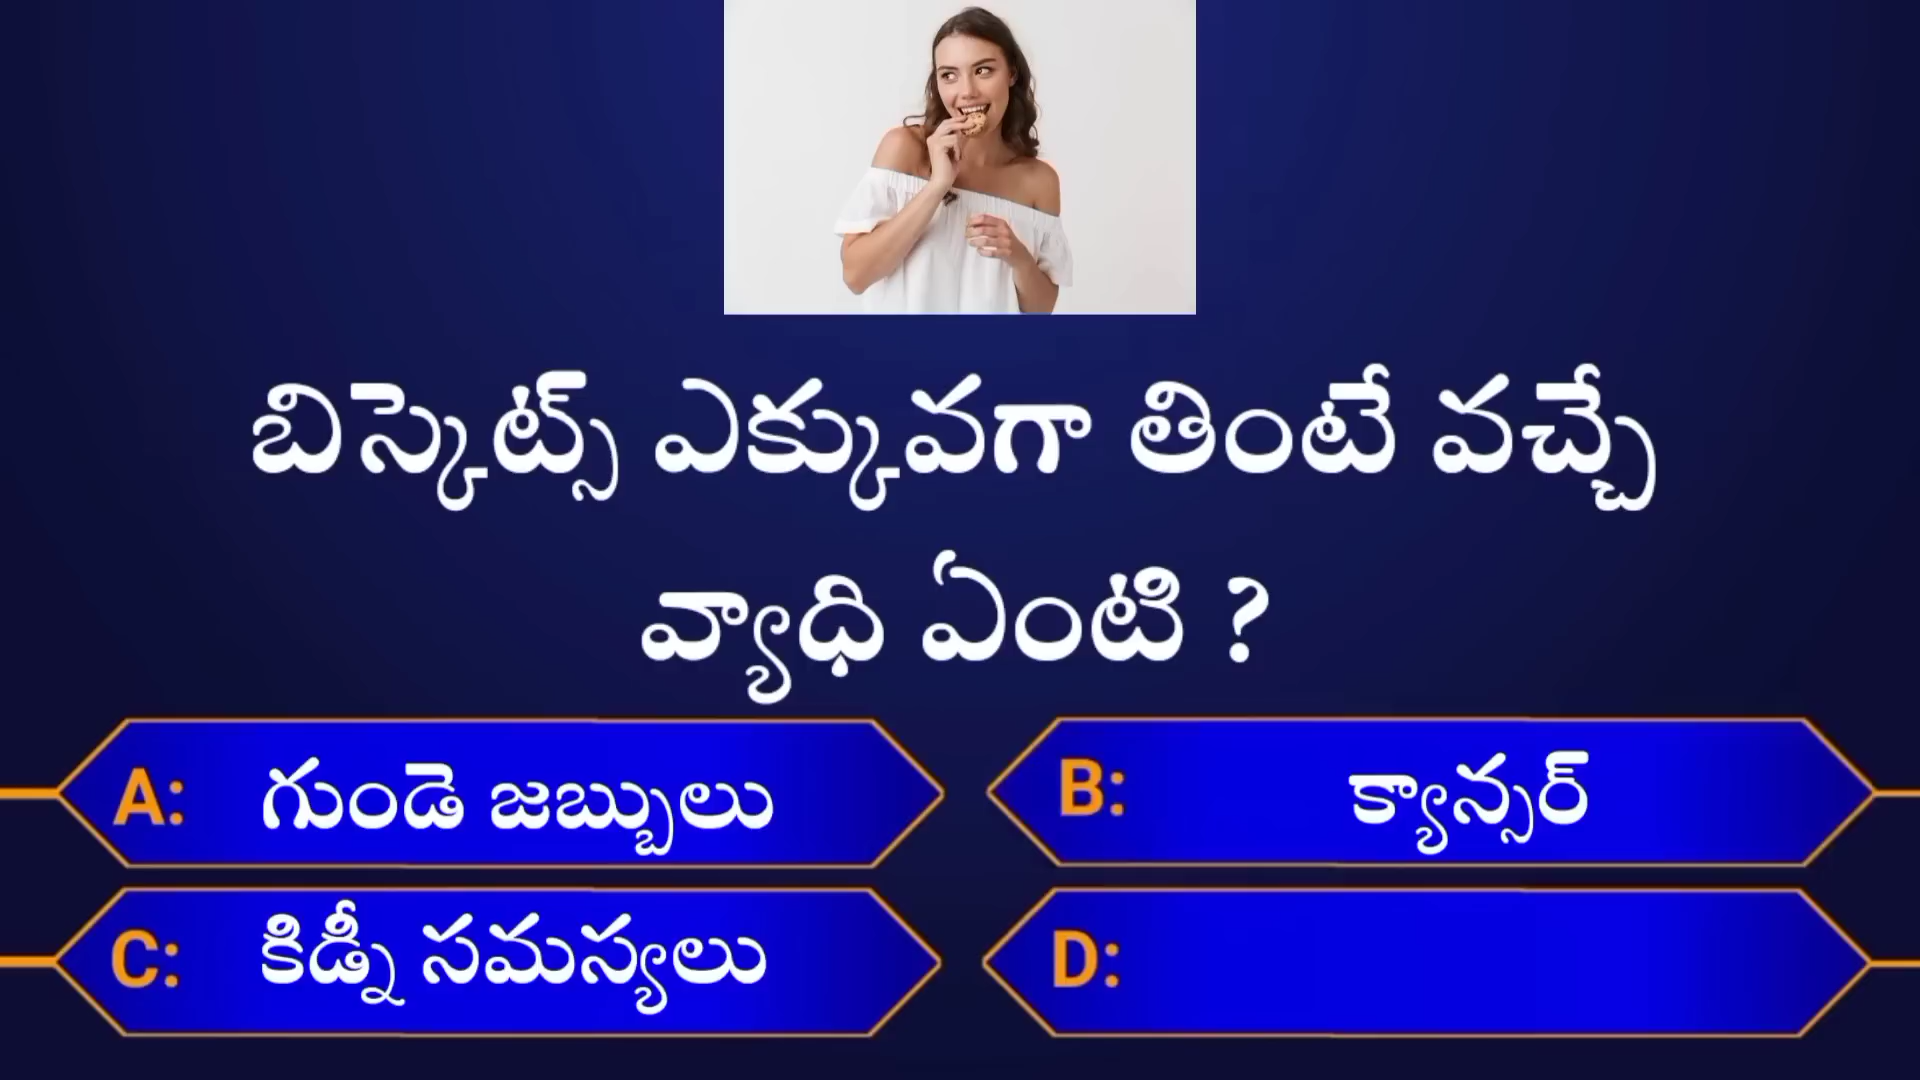 బిస్కెట్స్ ఎక్కువగా తింటే వచ్చే
వ్యాధి ఏంటి ?
A: గుండె జబ్బులు
B: క్యాన్సర్
C: కిడ్నీ సమస్యలు
D: